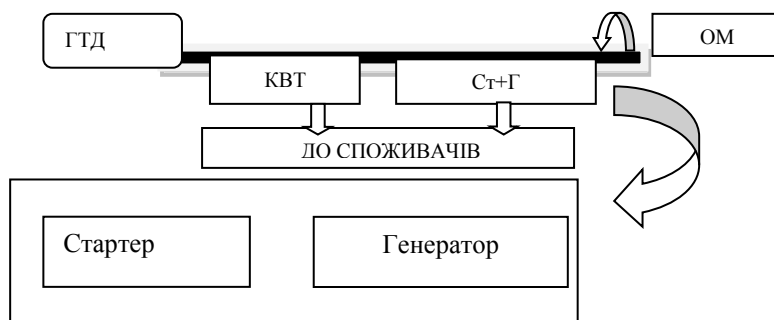 ГТД
ОМ
КВТ
Ст+Г
ДО СПОЖИВАЧІВ
Стартер
Генератор